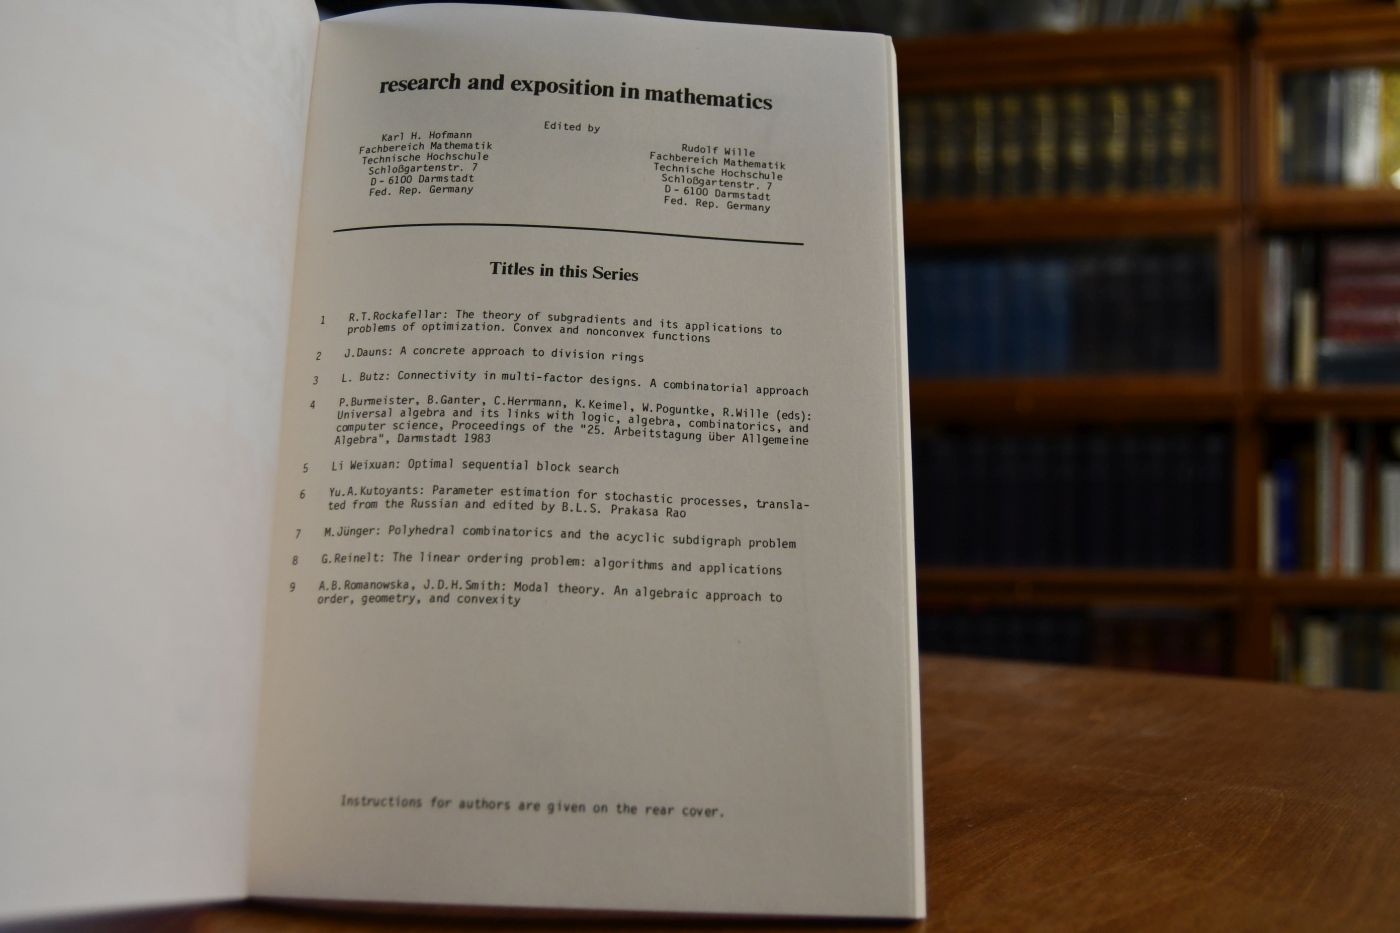 research and exposition in mathematics
Edited by
Karl H. Hofmann
Fachbereich Mathematik
Technische Hochschule
Schloßgartenstr. 7
D - 6100 Darmstadt
Fed. Rep. Germany
Rudolf Wille
Fachbereich Mathematik
Technische Hochschule
Schloßgartenstr. 7
D - 6100 Darmstadt
Fed. Rep. Germany
Titles in this Series
1 R.T.Rockafellar: The theory of subgradients and its applications to
problems of optimization. Convex and nonconvex functions
2 J.Dauns: A concrete approach to division rings
3 L. Butz: Connectivity in multi-factor designs. A combinatorial approach
4 P.Burmeister, B.Ganter, C.Herrmann, K.Keimel, W.Poguntke, R.Wille (eds):
Universal algebra and its links with logic, algebra, combinatorics, and
computer science, Proceedings of the "25. Arbeitstagung über Allgemeine
Algebra", Darmstadt 1983
5 Li Weixuan: Optimal sequential block search
6 Yu.A.Kutoyants: Parameter estimation for stochastic processes, transla-
ted from the Russian and edited by B.L.S. Prakasa Rao
7 M.Jünger: Polyhedral combinatorics and the acyclic subdigraph problem
8 G.Reinelt: The linear ordering problem: algorithms and applications
9 A.B.Romanowska, J.D.H.Smith: Modal theory. An algebraic approach to
order, geometry, and convexity
Instructions for authors are given on the rear cover.